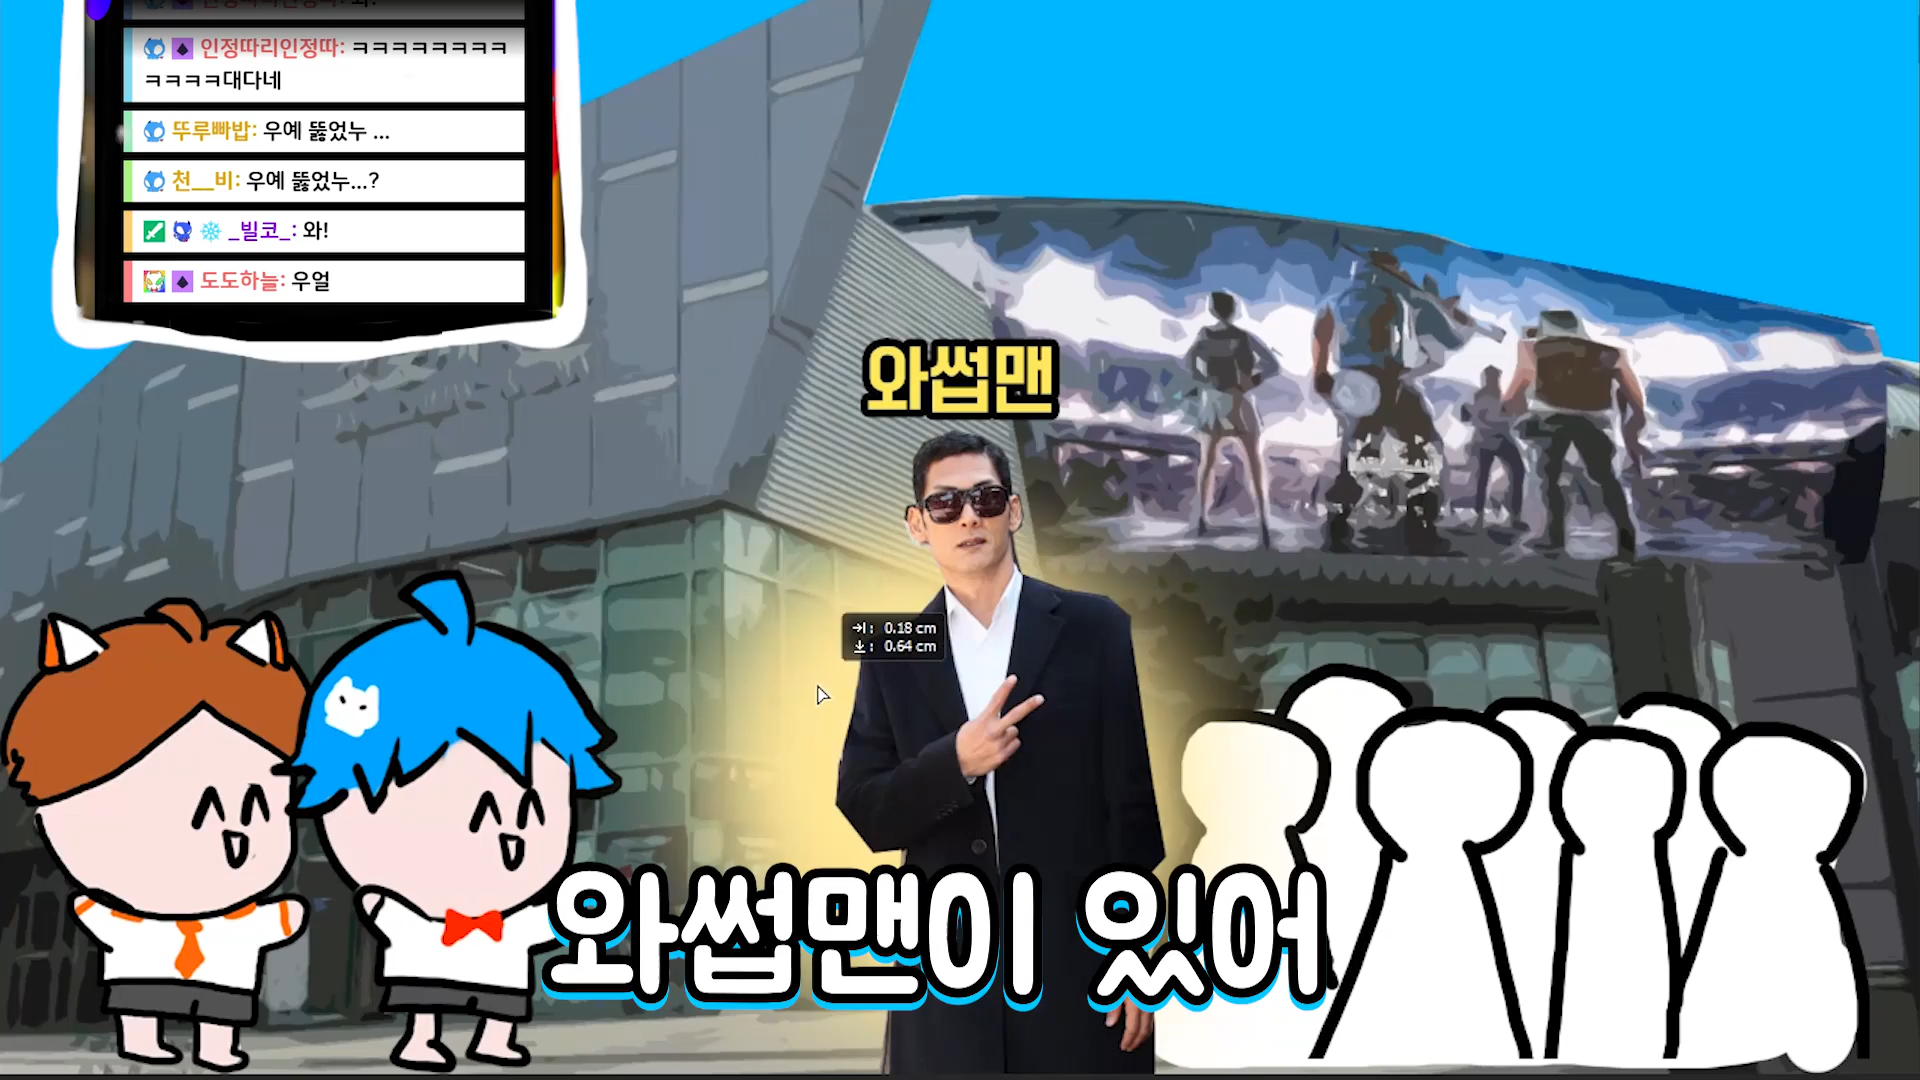 인정따리인정따: ㅋㅋㅋㅋㅋㅋㅋㅋ
ㅋㅋㅋㅋ대다네
뚜루빠밥: 우예 뚫었누 ...
천__비: 우예 뚫었누...?
_빌코_: 와!
도도하늘: 우얼
와썹맨
→|: 0.18 cm
↓: 0.64 cm
와썹맨이 있어